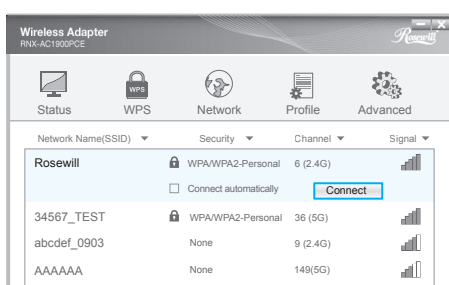 Wireless Adapter
RNX-AC1900PCE
Rosewill
WPS
Status WPS Network Profile Advanced
Network Name(SSID) Security Channel Signal
Rosewill WPA/WPA2-Personal 6 (2.4G)
Connect automatically Connect
34567_TEST WPA/WPA2-Personal 36 (5G)
abcdef_0903 None 9 (2.4G)
AAAAAA None 149(5G)